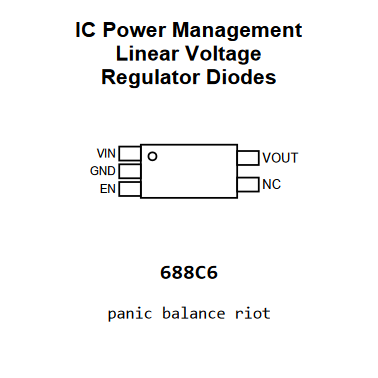 IC Power Management
Linear Voltage
Regulator Diodes
VIN
VOUT
GND
EN
NC
688C6
panic balance riot